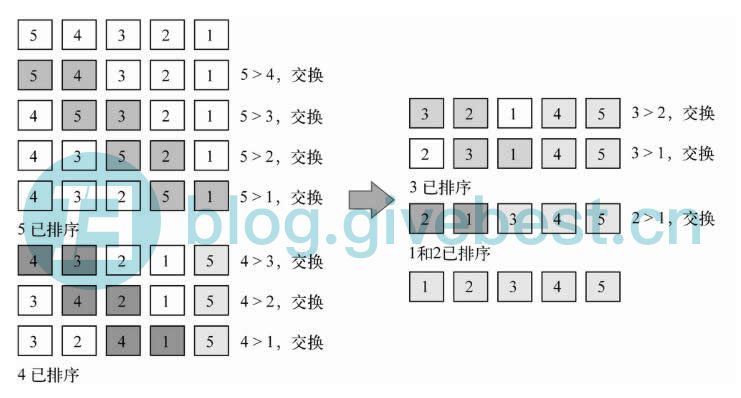 5 4 3 2 1
5 4 3 2 1 5 > 4，交换
4 5 3 2 1 5 > 3，交换
4 3 5 2 1 5 > 2，交换
4 3 2 5 1 5 > 1，交换
5 已排序
4 3 2 1 5 4 > 3，交换
3 4 2 1 5 4 > 2，交换
3 2 4 1 5 4 > 1，交换
4 已排序
3 2 1 4 5 3 > 2，交换
2 3 1 4 5 3 > 1，交换
3 已排序
2 1 3 4 5 2 > 1，交换
1和2已排序
1 2 3 4 5
blog.givebest.cn